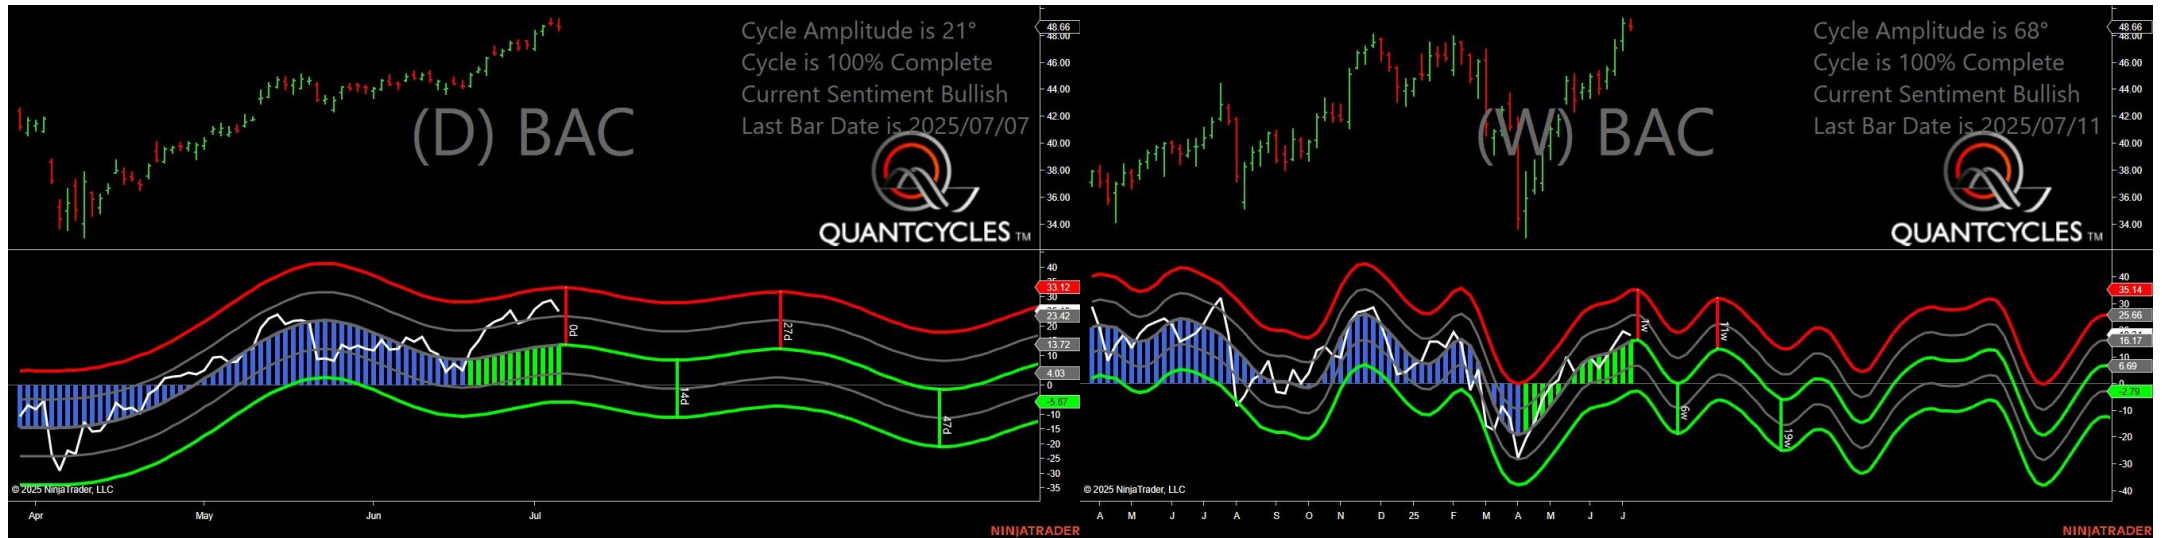 Cycle Amplitude is 21°
Cycle is 100% Complete
Current Sentiment Bullish
Last Bar Date is 2025/07/07
(D) BAC
QUANTCYCLES TM
48.66
48.00
46.00
44.00
42.00
40.00
38.00
36.00
34.00
40
33.12
30
23.42
20
13.72
10
4.03
0
-5.67
-10
-15
-20
-25
-30
-35
0d
14d
27d
47d
© 2025 NinjaTrader, LLC
Apr May Jun Jul
NINJATRADER
Cycle Amplitude is 68°
Cycle is 100% Complete
Current Sentiment Bullish
Last Bar Date is 2025/07/11
(W) BAC
QUANTCYCLES TM
48.66
48.00
46.00
44.00
42.00
40.00
38.00
36.00
34.00
40
35.14
30
25.66
16.17
10
6.69
0
-2.79
-10
-20
-30
-40
1w
6w
11w
19w
© 2025 NinjaTrader, LLC
A M J J A S O N D 25 F M A M J J
NINJATRADER